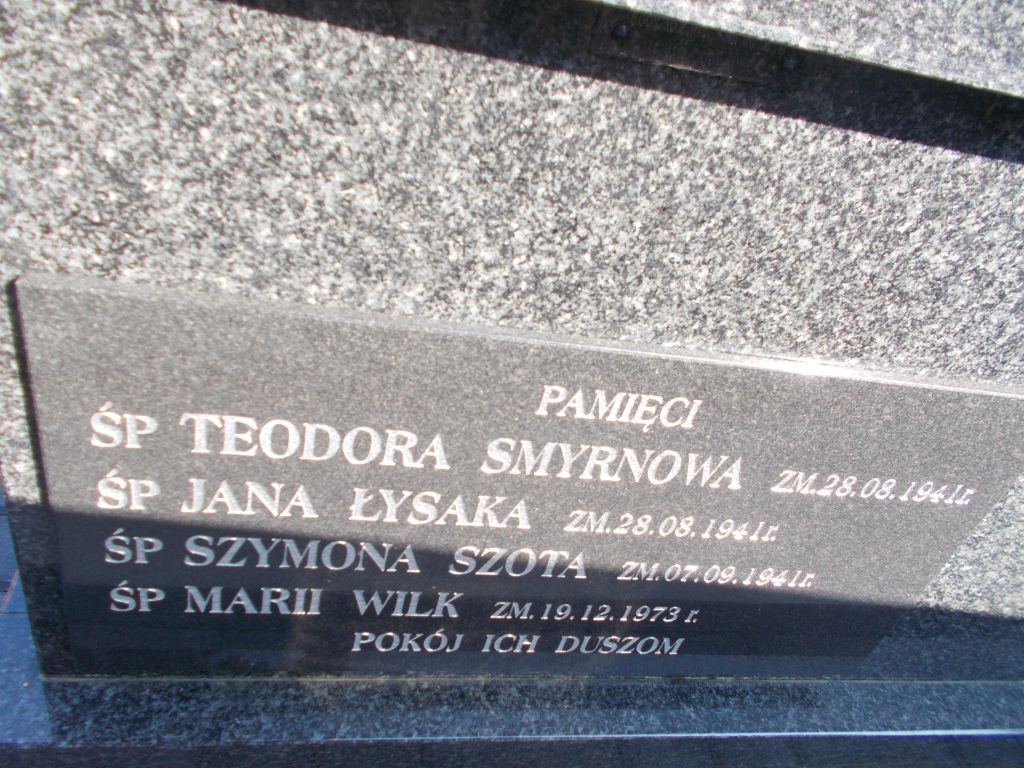 PAMIĘCI
ŚP TEODORA SMYRNOWA ZM.28.08.1941r.
ŚP JANA ŁYSAKA ZM.28.08.1941r.
ŚP SZYMONA SZOTA ZM.07.09.1941r.
ŚP MARII WILK ZM.19.12.1973 r.
POKÓJ ICH DUSZOM